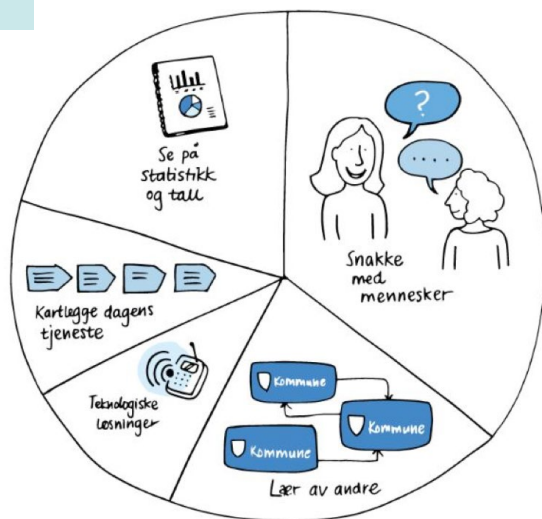 Se på
statistikk
og tall
?
....
Snakke
med
mennesker
Kartlegge dagens
tjeneste
Teknologiske
løsninger
Kommune
Kommune
Kommune
Lær av andre